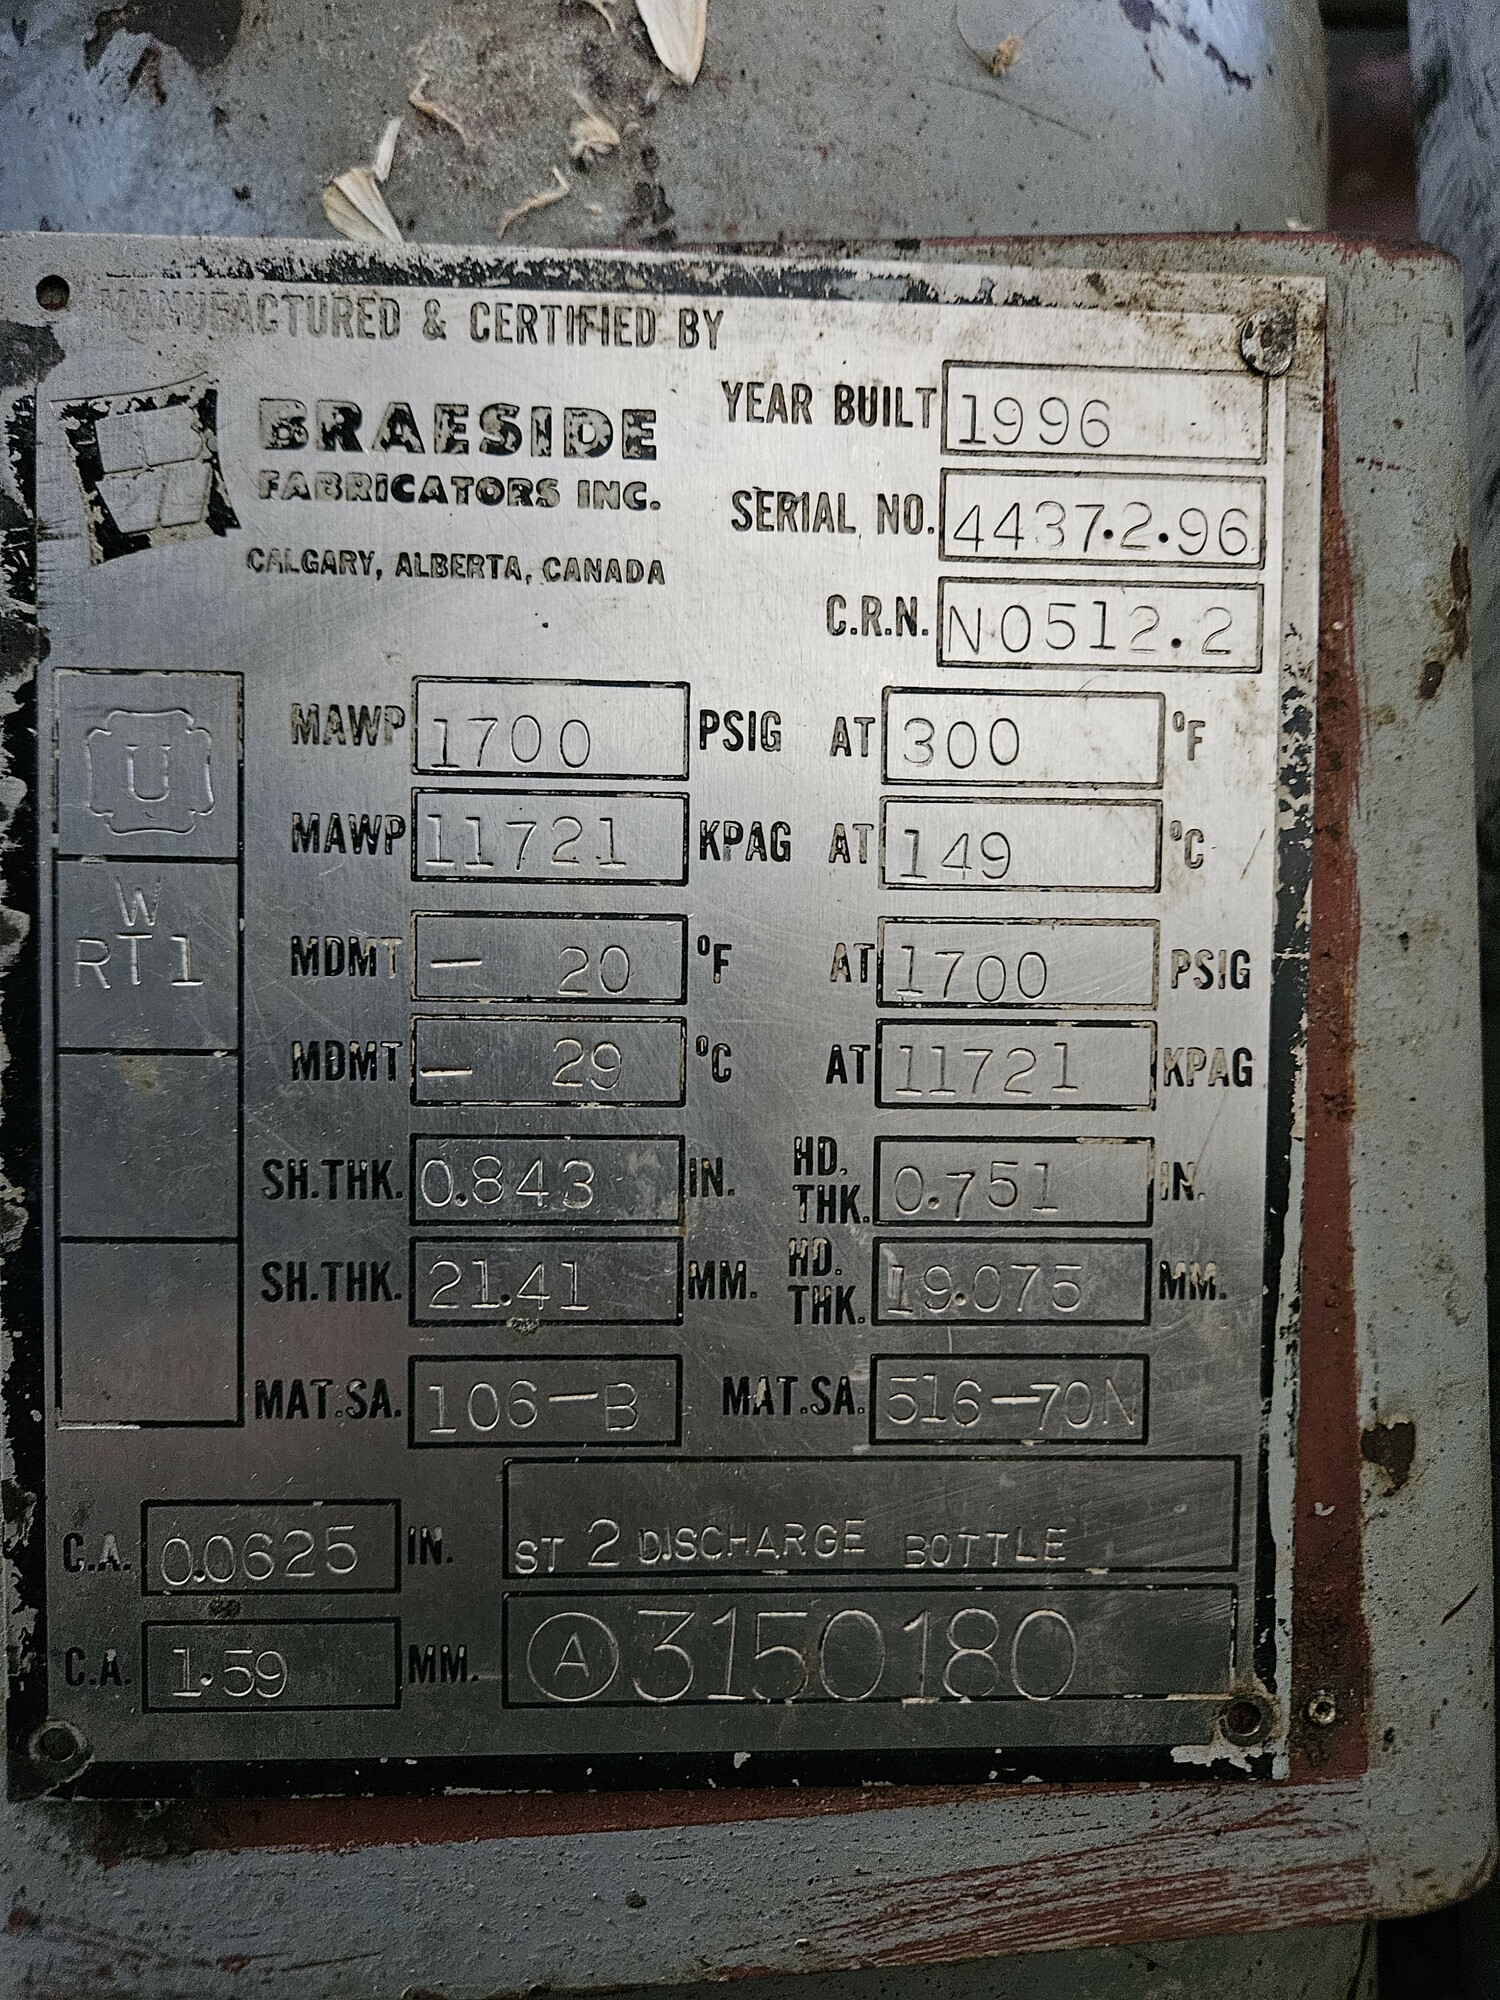 MANUFACTURED & CERTIFIED BY
BRAESIDE
FABRICATORS INC.
CALGARY, ALBERTA, CANADA
YEAR BUILT 1996
SERIAL NO. 4437.2.96
C.R.N. N0512.2
U
W
RT1
MAWP 1700 PSIG AT 300 °F
MAWP 11721 KPAG AT 149 °C
MDMT - 20 °F AT 1700 PSIG
MDMT - 29 °C AT 11721 KPAG
SH.THK. 0.843 IN. HD. THK. 0.751 IN.
SH.THK. 21.41 MM. HD. THK. 19.075 MM.
MAT.SA. 106-B MAT.SA. 516-70N
C.A. 0.0625 IN. ST 2 DISCHARGE BOTTLE
C.A. 1.59 MM. Ⓐ3150180